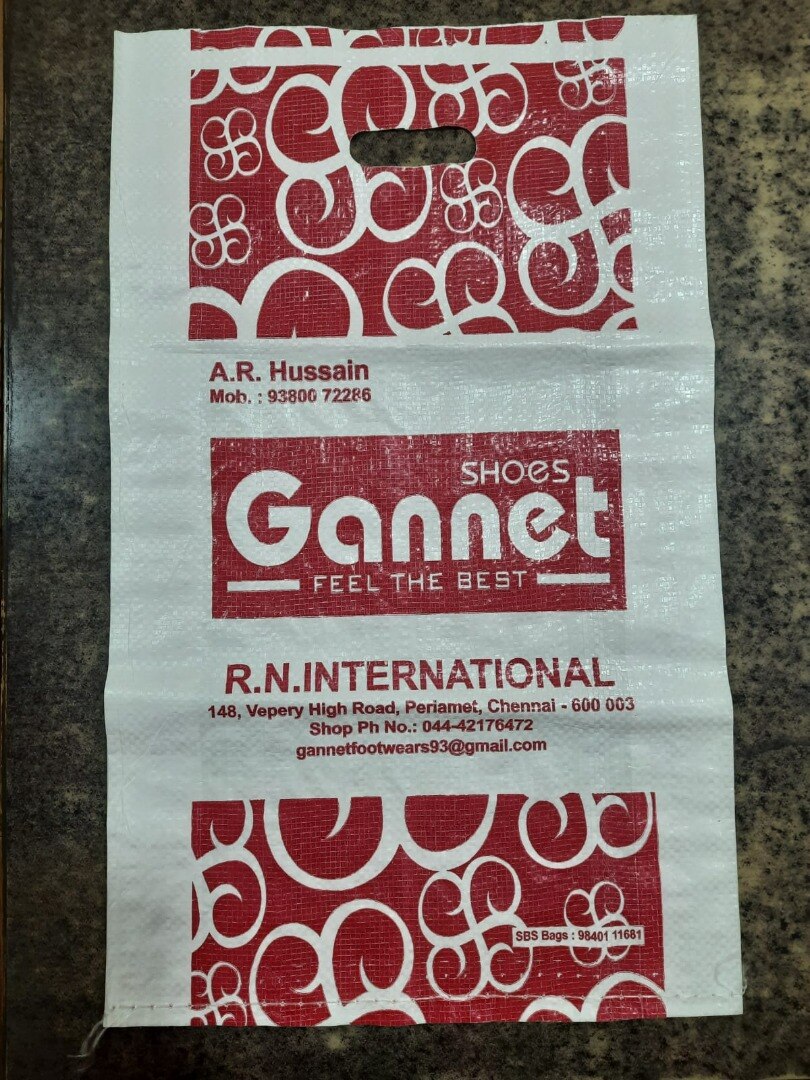 A.R. Hussain
Mob. : 93800 72286
SHOes
Gannet
FEEL THE BEST
R.N.INTERNATIONAL
148, Vepery High Road, Periamet, Chennai - 600 003
Shop Ph No.: 044-42176472
gannetfootwears93@gmail.com
SBS Bags : 98401 11681